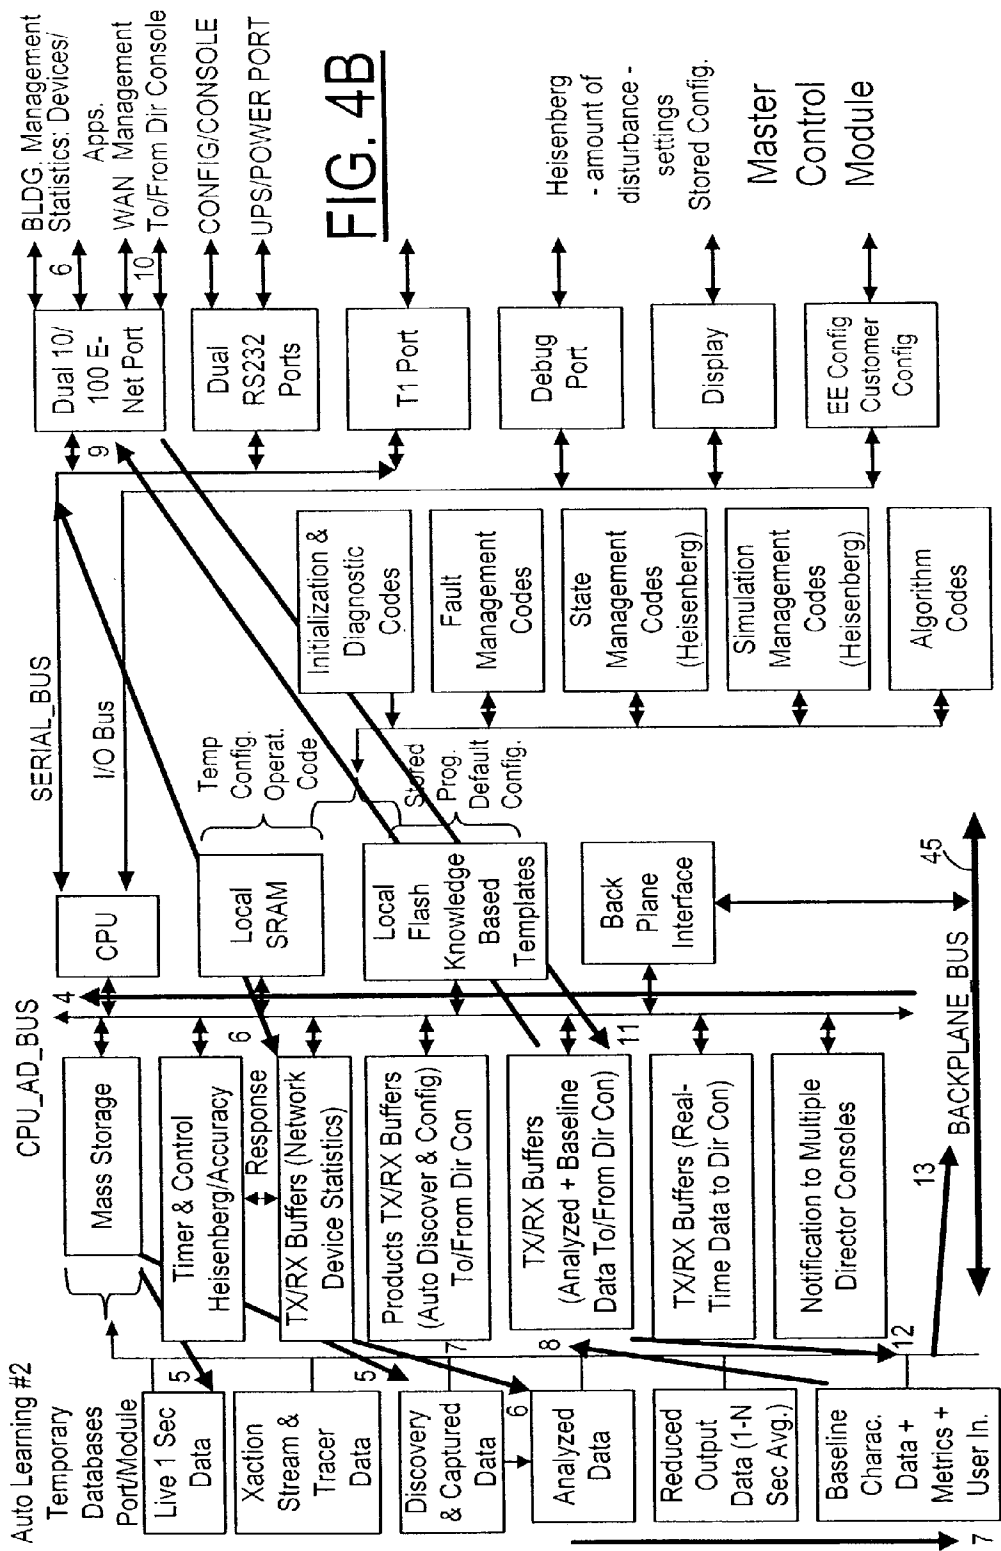 Auto Learning #2
Temporary
Databases
Port/Module
Live 1 Sec
Data
Xaction
Stream &
Tracer
Data
Discovery
& Captured
Data
Analyzed
Data
Reduced
Output
Data (1-N
Sec Avg.)
Baseline
Charac.
Data +
Metrics +
User In.
5
5
6
7
7
8
12
13
CPU_AD_BUS
4
Mass Storage
Timer & Control
Heisenberg/Accuracy
Response
6
TX/RX Buffers (Network
Device Statistics)
Products TX/RX Buffers
(Auto Discover & Config)
To/From Dir Con
TX/RX Buffers
(Analyzed + Baseline
Data To/From Dir Con)
11
TX/RX Buffers (Real-
Time Data to Dir Con)
Notification to Multiple
Director Consoles
BACKPLANE_BUS
45
CPU
Local
SRAM
Local
Flash
Knowledge
Based
Templates
Back
Plane
Interface
SERIAL_BUS
I/O Bus
Temp
Config.
Operat.
Code
Stored
Prog.
Default
Config.
Initialization &
Diagnostic
Codes
Fault
Management
Codes
State
Management
Codes
(Heisenberg)
Simulation
Management
Codes
(Heisenberg)
Algorithm
Codes
9
Dual 10/
100 E-
Net Port
Dual
RS232
Ports
T1 Port
Debug
Port
Display
EE Config
Customer
Config
BLDG. Management
Statistics: Devices/
6
Apps.
WAN Management
10
To/From Dir Console
CONFIG/CONSOLE
UPS/POWER PORT
FIG. 4B
Heisenberg
- amount of
disturbance -
settings
Stored Config.
Master
Control
Module